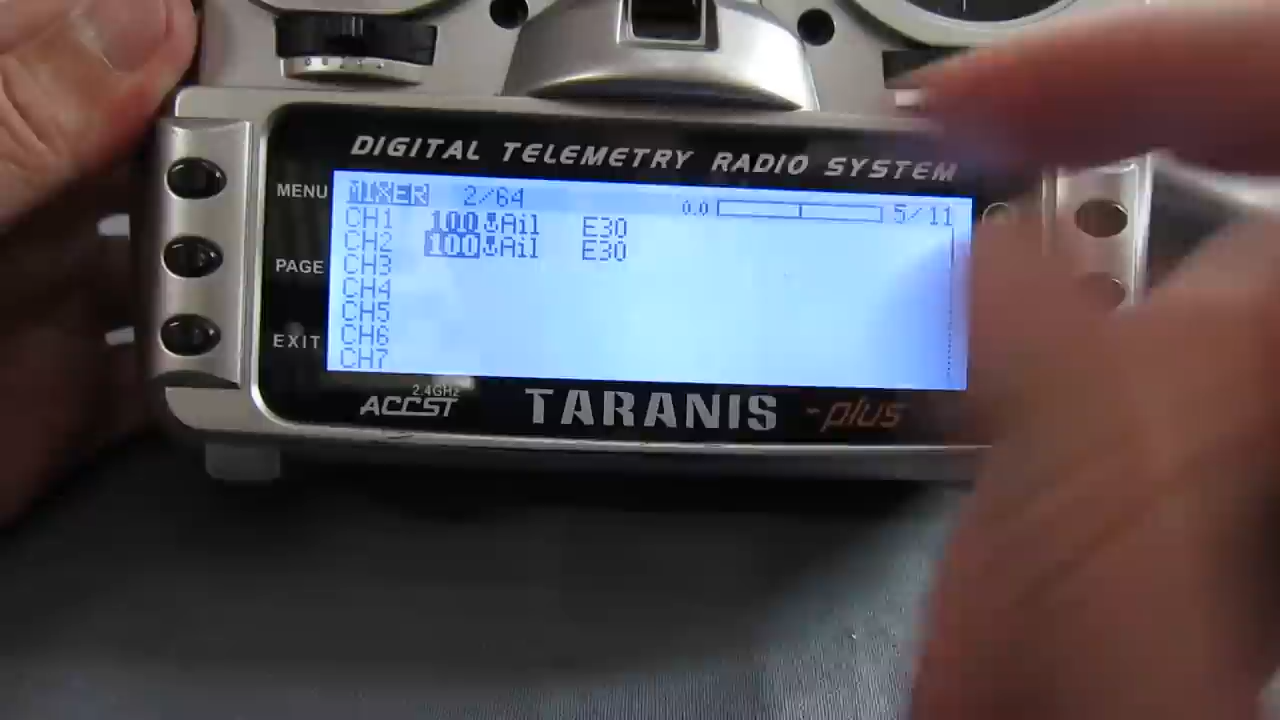 DIGITAL TELEMETRY RADIO SYSTEM
MENU
PAGE
EXIT
MIXER 2/64 0.0 5/11
CH1 100 Ail E30
CH2 100 Ail E30
CH3
CH4
CH5
CH6
CH7
2.4GHz
ACCST
TARANIS -plus